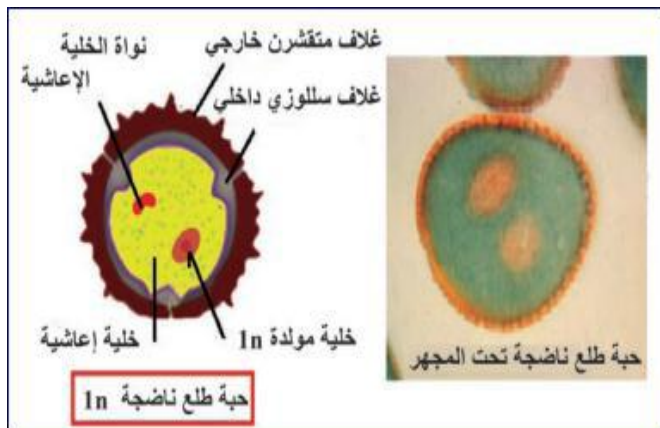 نواة الخلية
الإعاشية
غلاف متقشرن خارجي
غلاف سللوزي داخلي
خلية إعاشية
خلية مولدة 1n
حبة طلع ناضجة 1n
حبة طلع ناضجة تحت المجهر